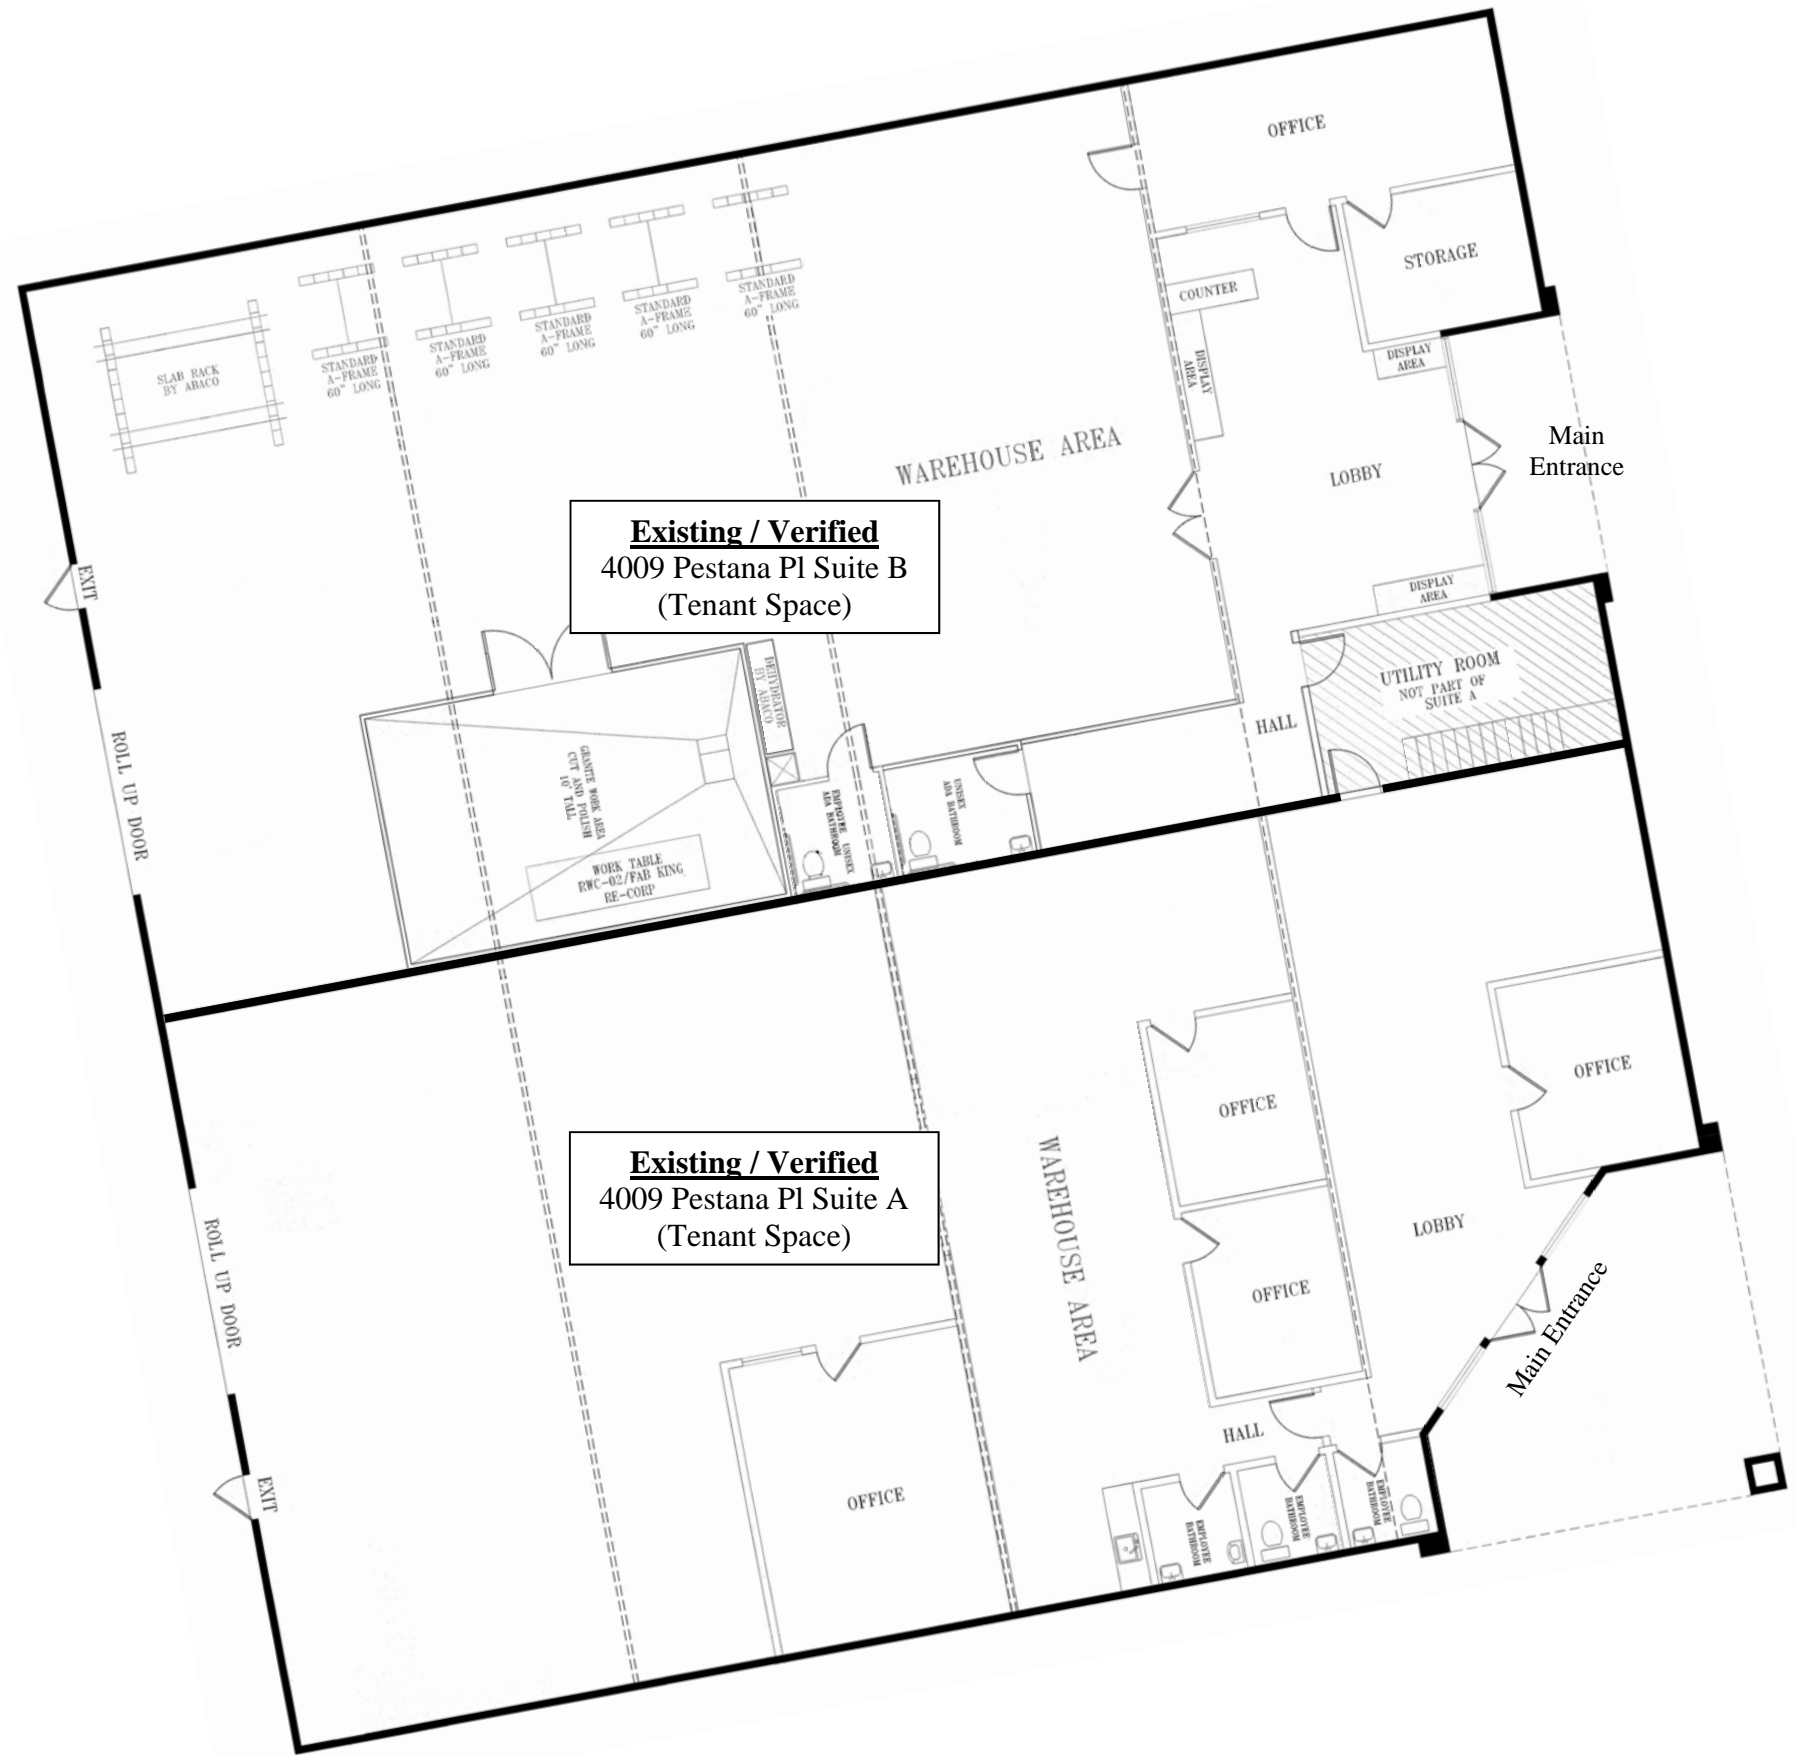 OFFICE
STORAGE
COUNTER
DISPLAY
AREA
DISPLAY
AREA
SLAB RACK
BY ABACO
STANDARD
A-FRAME
60" LONG
STANDARD
A-FRAME
60" LONG
STANDARD
A-FRAME
60" LONG
STANDARD
A-FRAME
60" LONG
STANDARD
A-FRAME
60" LONG
WAREHOUSE AREA
LOBBY
Main
Entrance
Existing / Verified
4009 Pestana Pl Suite B
(Tenant Space)
EXIT
DISPLAY
AREA
UTILITY ROOM
NOT PART OF
SUITE A
HALL
DEHYDRATOR
BY ABACO
ROLL UP DOOR
GRANITE WORK AREA
CUT AND POLISH
10' TALL
WORK TABLE
RWC-02/FAB KING
RE-CORP
EMPLOYEE UNISEX
ADA BATHROOM
UNISEX
ADA BATHROOM
OFFICE
OFFICE
Existing / Verified
4009 Pestana Pl Suite A
(Tenant Space)
WAREHOUSE AREA
ROLL UP DOOR
LOBBY
OFFICE
Main Entrance
HALL
EXIT
OFFICE
EMPLOYEE
BATHROOM
EMPLOYEE
BATHROOM
EMPLOYEE
BATHROOM